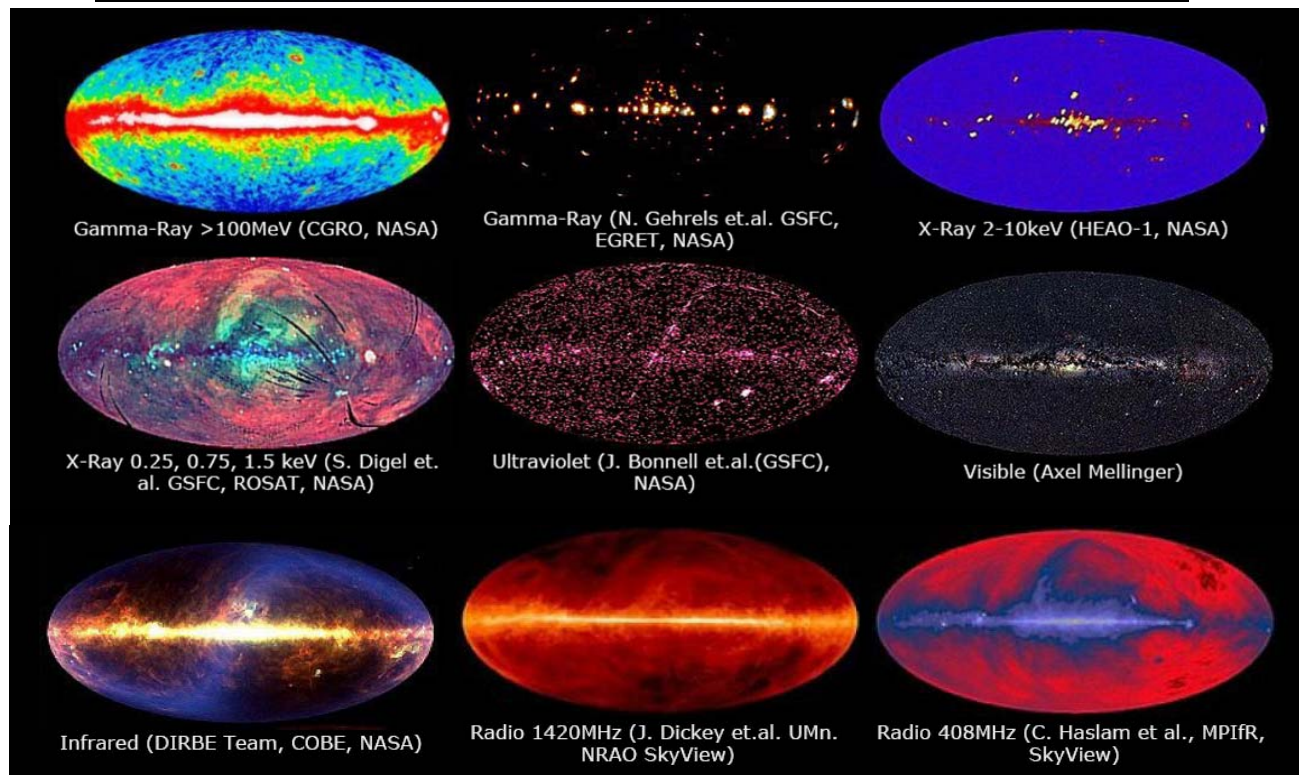 Gamma-Ray >100MeV (CGRO, NASA)
Gamma-Ray (N. Gehrels et.al. GSFC,
EGRET, NASA)
X-Ray 2-10keV (HEAO-1, NASA)
X-Ray 0.25, 0.75, 1.5 keV (S. Digel et.
al. GSFC, ROSAT, NASA)
Ultraviolet (J. Bonnell et.al.(GSFC),
NASA)
Visible (Axel Mellinger)
Infrared (DIRBE Team, COBE, NASA)
Radio 1420MHz (J. Dickey et.al. UMn.
NRAO SkyView)
Radio 408MHz (C. Haslam et al., MPIfR,
SkyView)